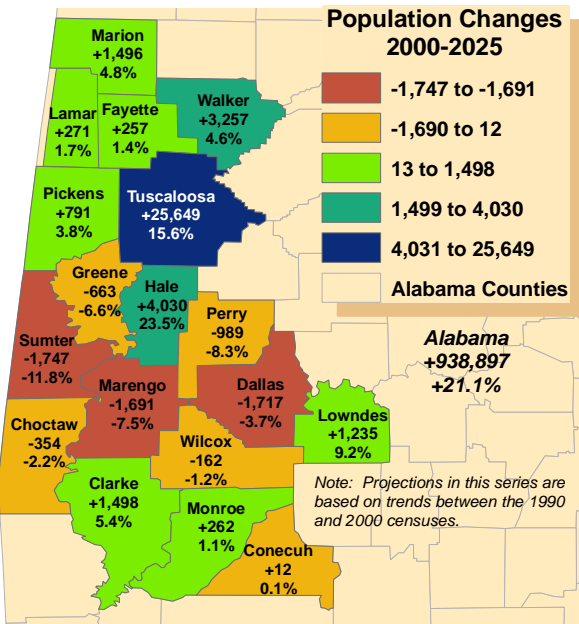 Population Changes
2000-2025
-1,747 to -1,691
-1,690 to 12
13 to 1,498
1,499 to 4,030
4,031 to 25,649
Alabama Counties
Marion
+1,496
4.8%
Lamar
+271
1.7%
Fayette
+257
1.4%
Walker
+3,257
4.6%
Pickens
+791
3.8%
Tuscaloosa
+25,649
15.6%
Greene
-663
-6.6%
Hale
+4,030
23.5%
Perry
-989
-8.3%
Sumter
-1,747
-11.8%
Marengo
-1,691
-7.5%
Dallas
-1,717
-3.7%
Alabama
+938,897
+21.1%
Choctaw
-354
-2.2%
Wilcox
-162
-1.2%
Lowndes
+1,235
9.2%
Clarke
+1,498
5.4%
Monroe
+262
1.1%
Conecuh
+12
0.1%
Note: Projections in this series are
based on trends between the 1990
and 2000 censuses.